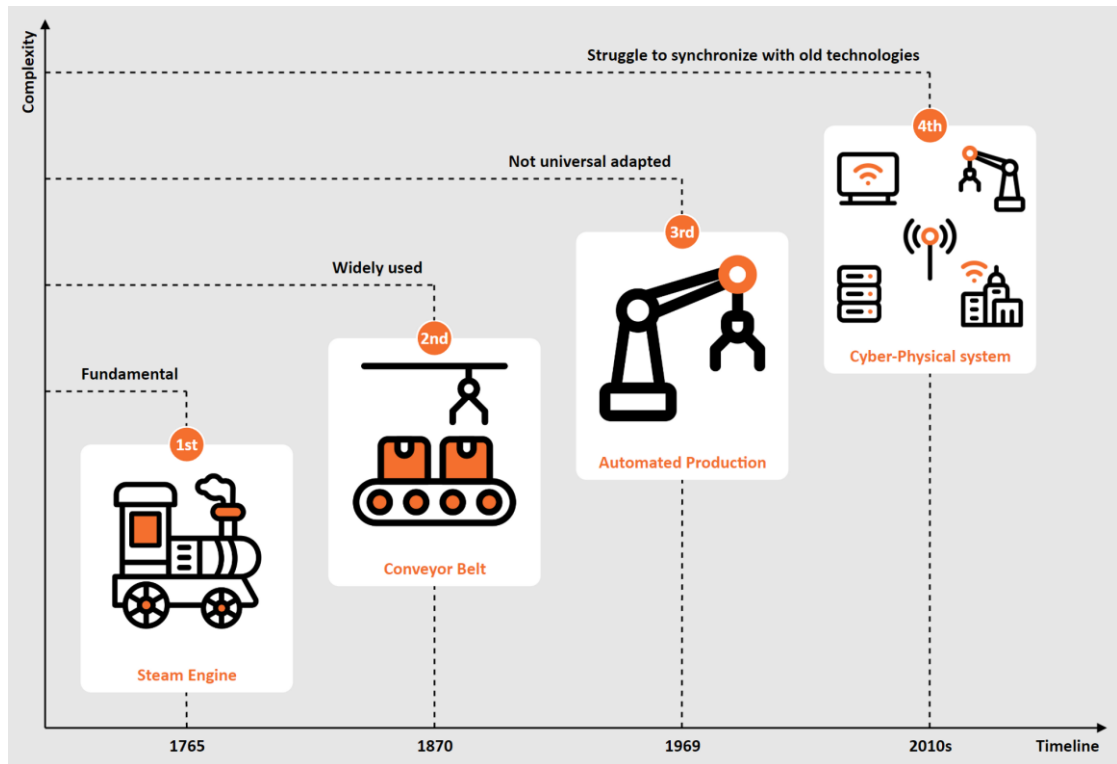 Complexity
Struggle to synchronize with old technologies
4th
Cyber-Physical system
Not universal adapted
3rd
Automated Production
Widely used
2nd
Conveyor Belt
Fundamental
1st
Steam Engine
1765
1870
1969
2010s
Timeline